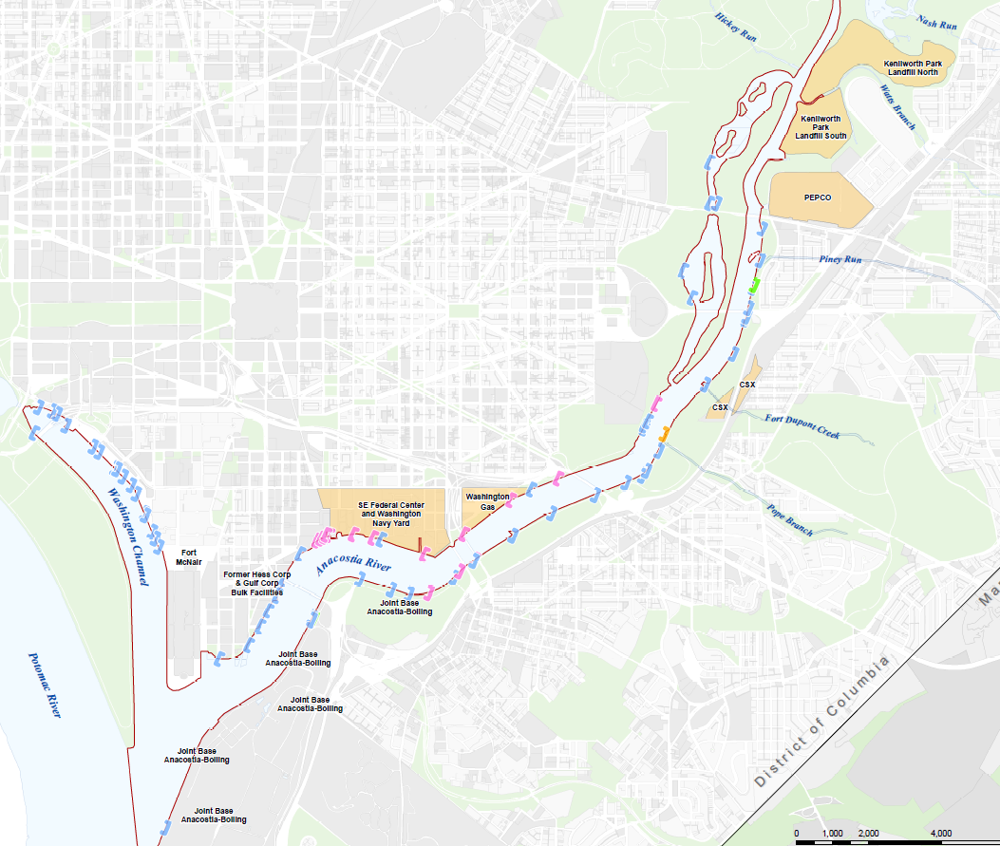 Hickey Run
Nash Run
Kenilworth Park
Landfill North
Watts Branch
Kenilworth
Park
Landfill South
PEPCO
Piney Run
CSX
CSX
Fort Dupont Creek
Washington
Gas
SE Federal Center
and Washington
Navy Yard
Pope Branch
Washington Channel
Fort
McNair
Anacostia River
Former Hess Corp
& Gulf Corp
Bulk Facilities
Joint Base
Anacostia-Bolling
Joint Base
Anacostia-Bolling
Potomac River
Joint Base
Anacostia-Bolling
Joint Base
Anacostia-Bolling
Joint Base
Anacostia-Bolling
District of Columbia
Ma
0 1,000 2,000 4,000